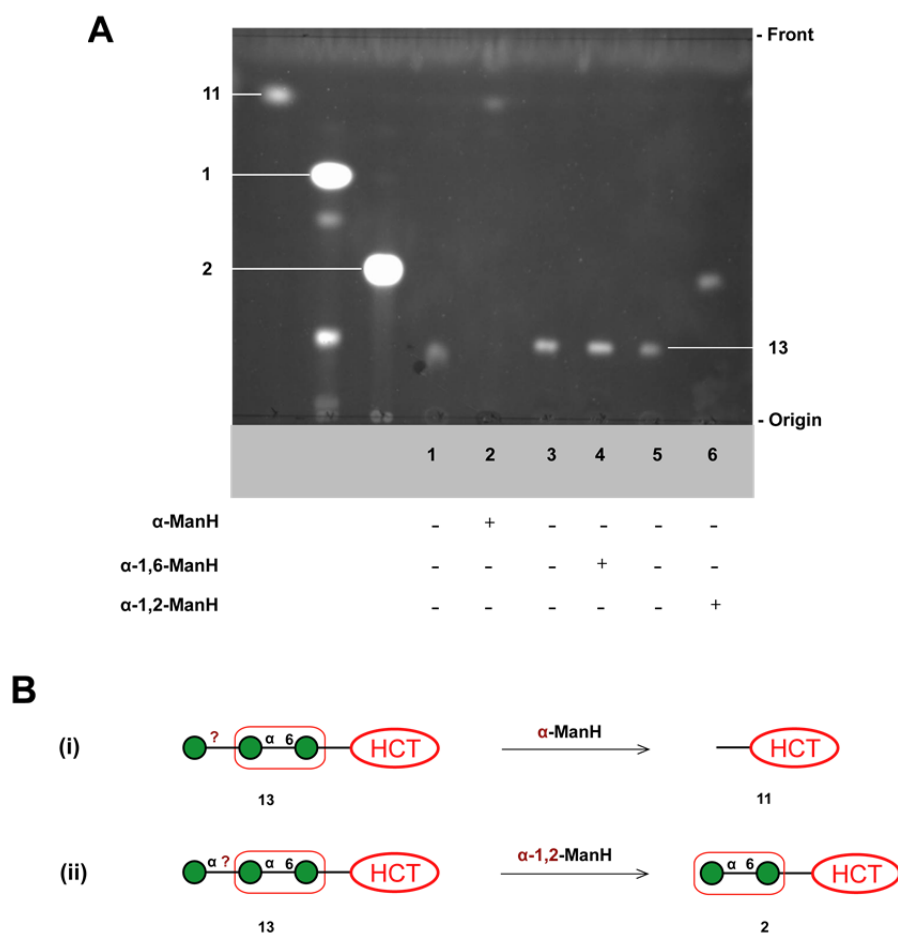 A
- Front
11
1
2
13
- Origin
1 2 3 4 5 6
α-ManH - + - - - -
α-1,6-ManH - - - + - -
α-1,2-ManH - - - - - +
B
(i) ? α 6 HCT α-ManH HCT
13 11
(ii) α ? α 6 HCT α-1,2-ManH α 6 HCT
13 2